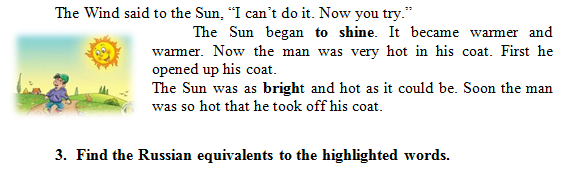 The Wind said to the Sun, “I can’t do it. Now you try.”
The Sun began to shine. It became warmer and
warmer. Now the man was very hot in his coat. First he
opened up his coat.
The Sun was as bright and hot as it could be. Soon the man
was so hot that he took off his coat.
3. Find the Russian equivalents to the highlighted words.